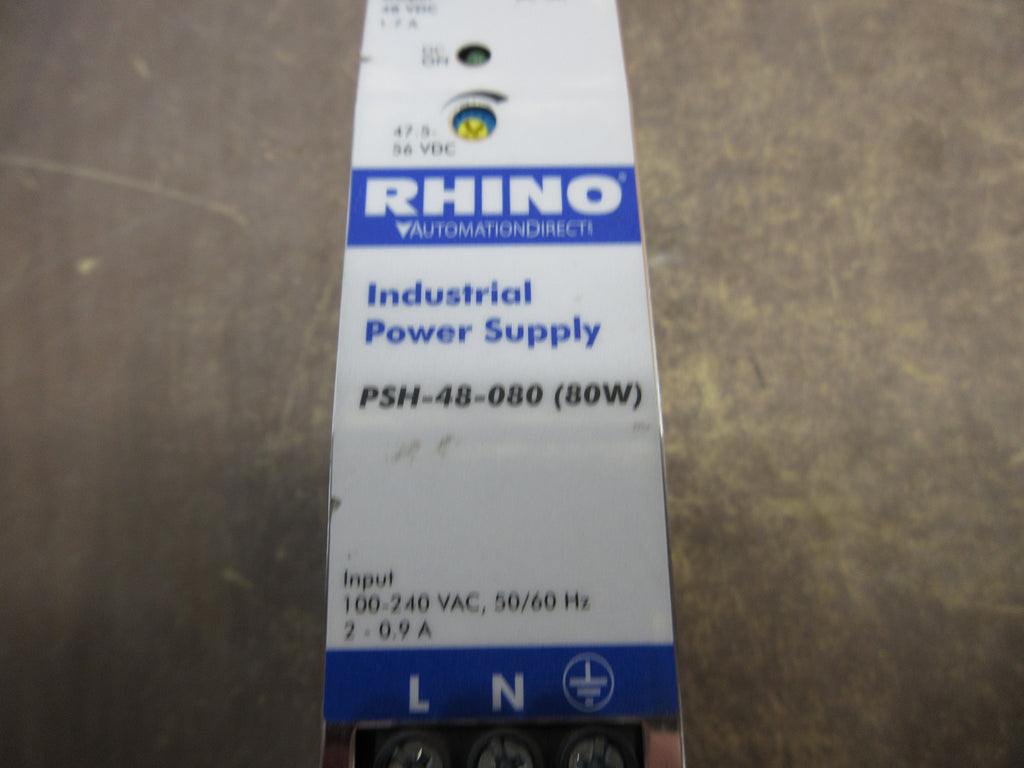 48 VDC
1.7 A
DC
ON
47.5-
56 VDC
RHINO®
AUTOMATIONDIRECT!
Industrial
Power Supply
PSH-48-080 (80W)
Input
100-240 VAC, 50/60 Hz
2 - 0.9 A
L N